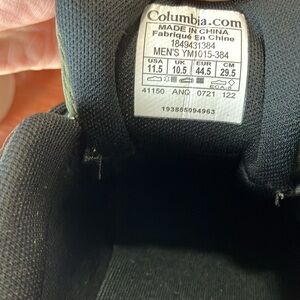 Columbia.com
MADE IN CHINA
Fabriqué En Chine
1849431384
MEN'S YM1015-384
USA UK EUR CM
11.5 10.5 44.5 29.5
41150 ANQ 0721 122
193855094963